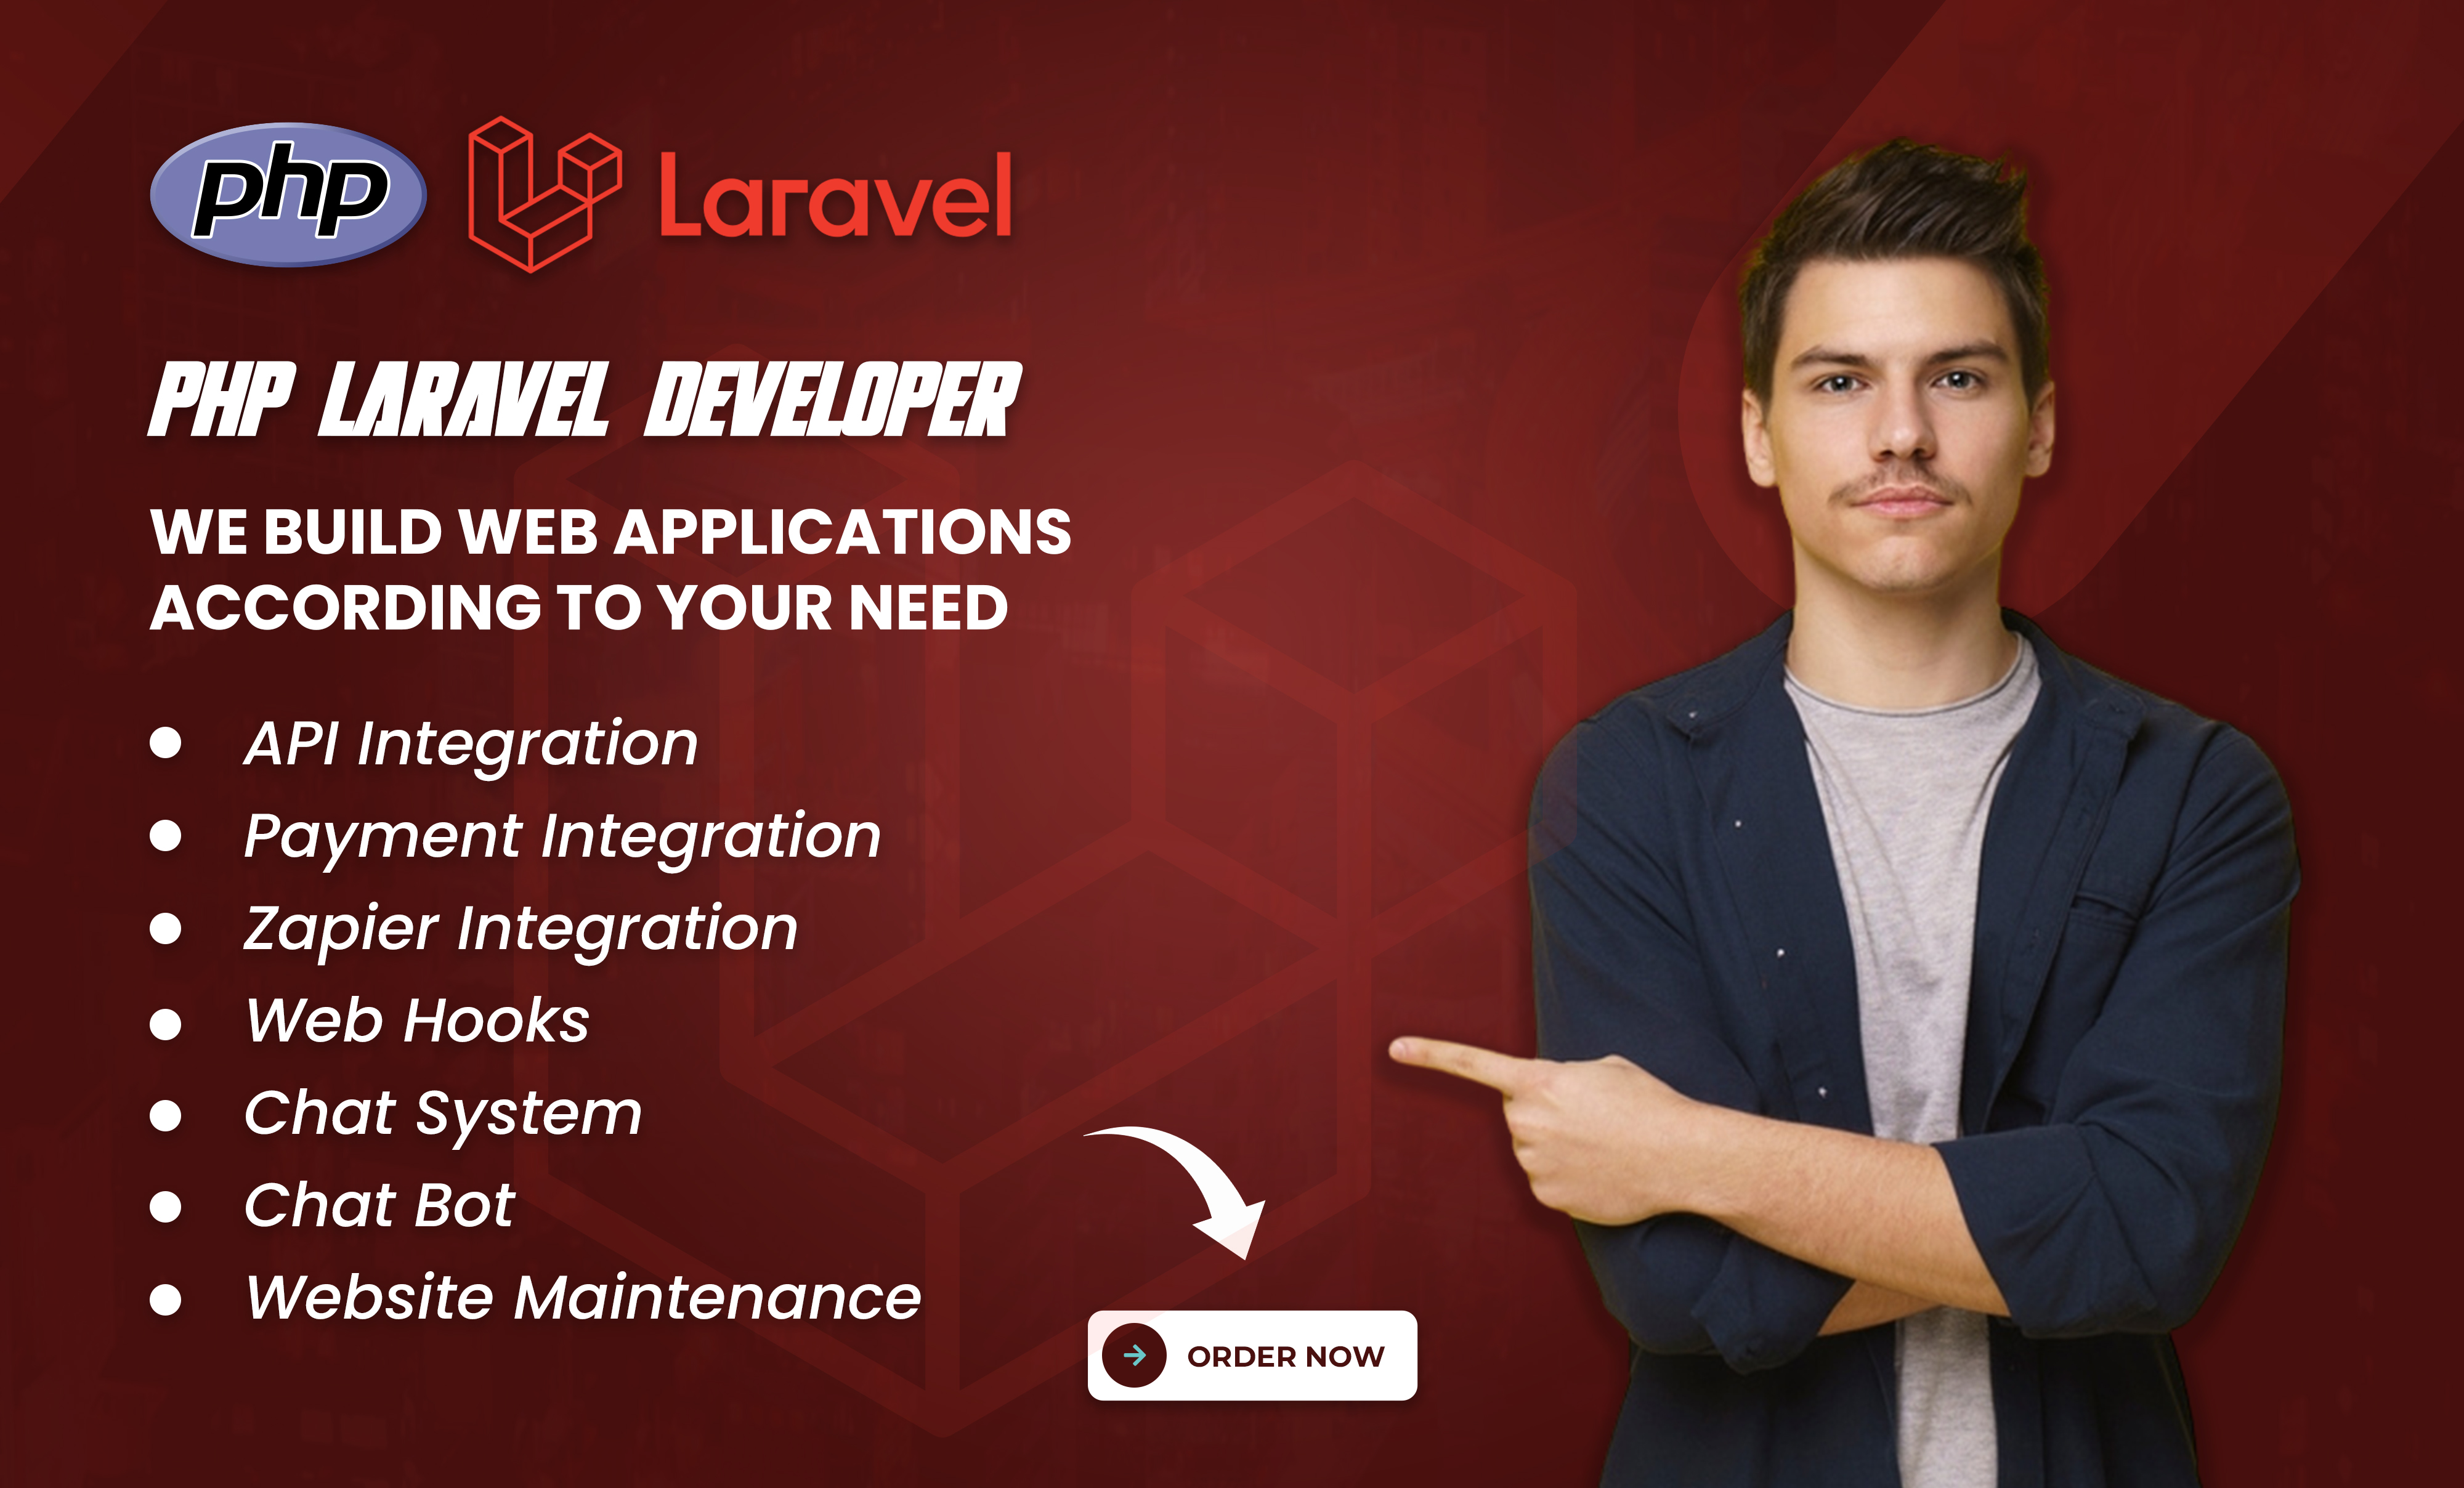 php
Laravel
PHP LARAVEL DEVELOPER
WE BUILD WEB APPLICATIONS
ACCORDING TO YOUR NEED
API Integration
Payment Integration
Zapier Integration
Web Hooks
Chat System
Chat Bot
Website Maintenance
ORDER NOW